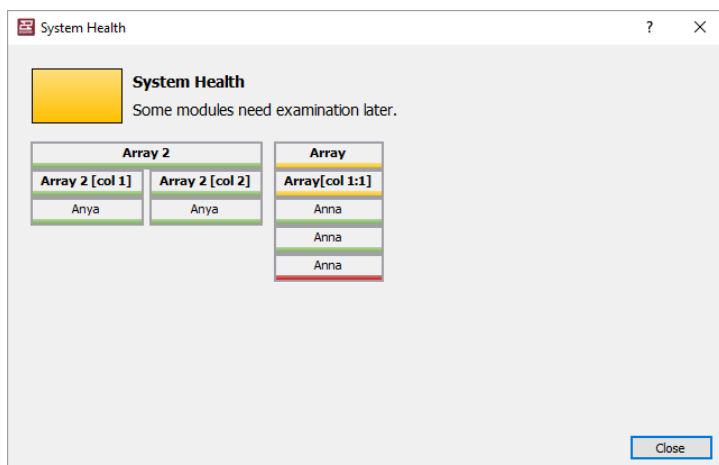 System Health
?
System Health
Some modules need examination later.
Array 2
Array
Array 2 [col 1]
Array 2 [col 2]
Array[col 1:1]
Anya
Anya
Anna
Anna
Anna
Close